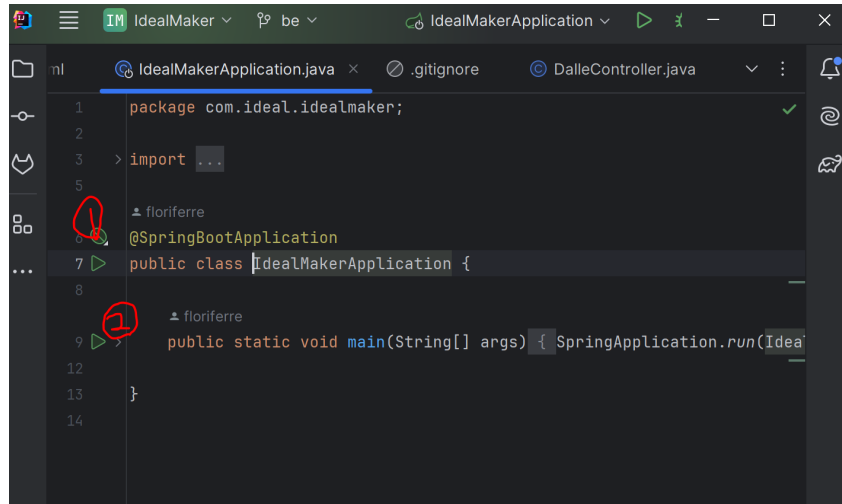 IM IdealMaker be IdealMakerApplication
ml IdealMakerApplication.java .gitignore DalleController.java
1 package com.ideal.idealmaker;
2
3 import ...
5
floriferre
1
6 @SpringBootApplication
7 public class IdealMakerApplication {
8
floriferre
2
9 public static void main(String[] args) { SpringApplication.run(Ideal
12
13 }
14